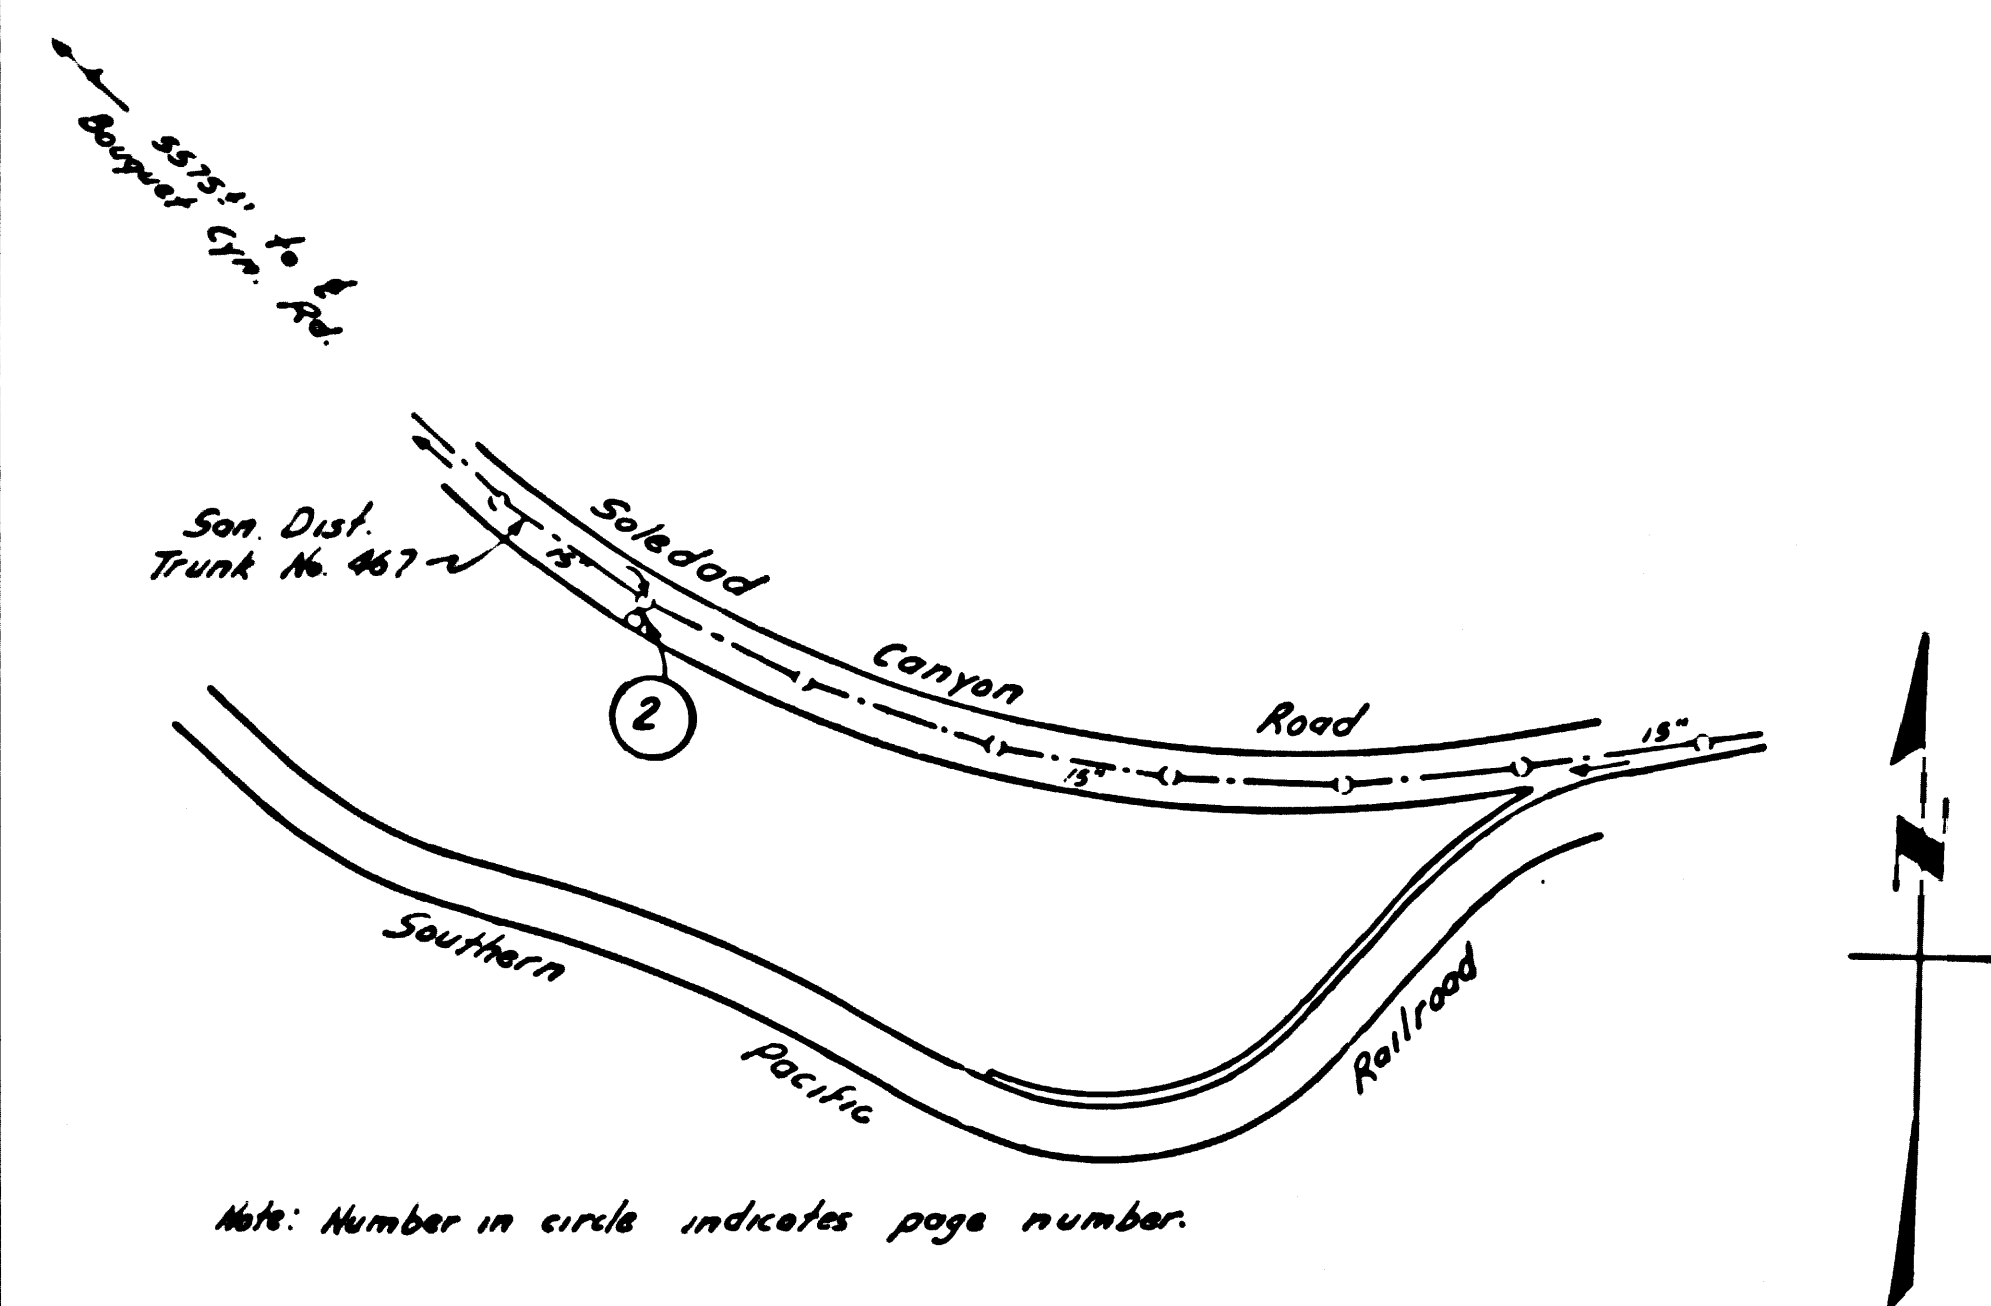 5575±' to ℄
Bouquet Cyn. Rd.
San. Dist.
Trunk No. 467
15"
Soledad Canyon Road
15"
15"
2
Southern Pacific Railroad
N
Note: Number in circle indicates page number.